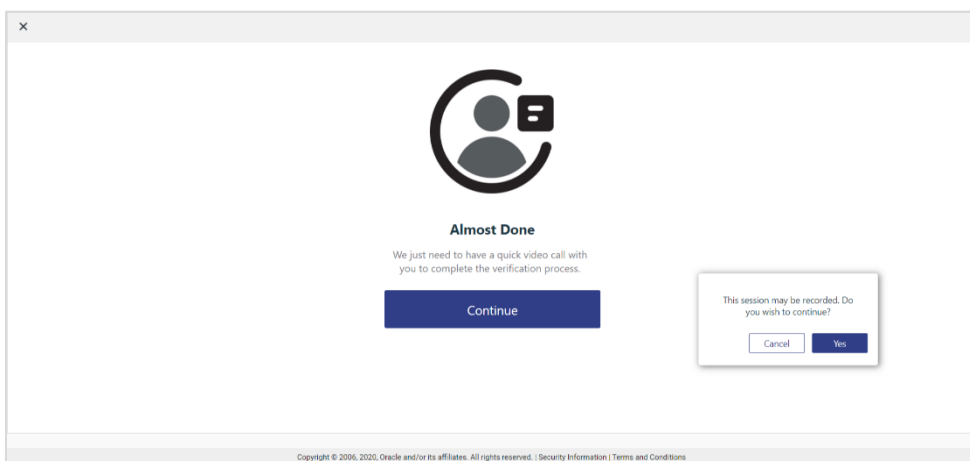 Almost Done
We just need to have a quick video call with
you to complete the verification process.
Continue
This session may be recorded. Do
you wish to continue?
Cancel
Yes
Copyright © 2006, 2020, Oracle and/or its affiliates. All rights reserved. | Security Information | Terms and Conditions